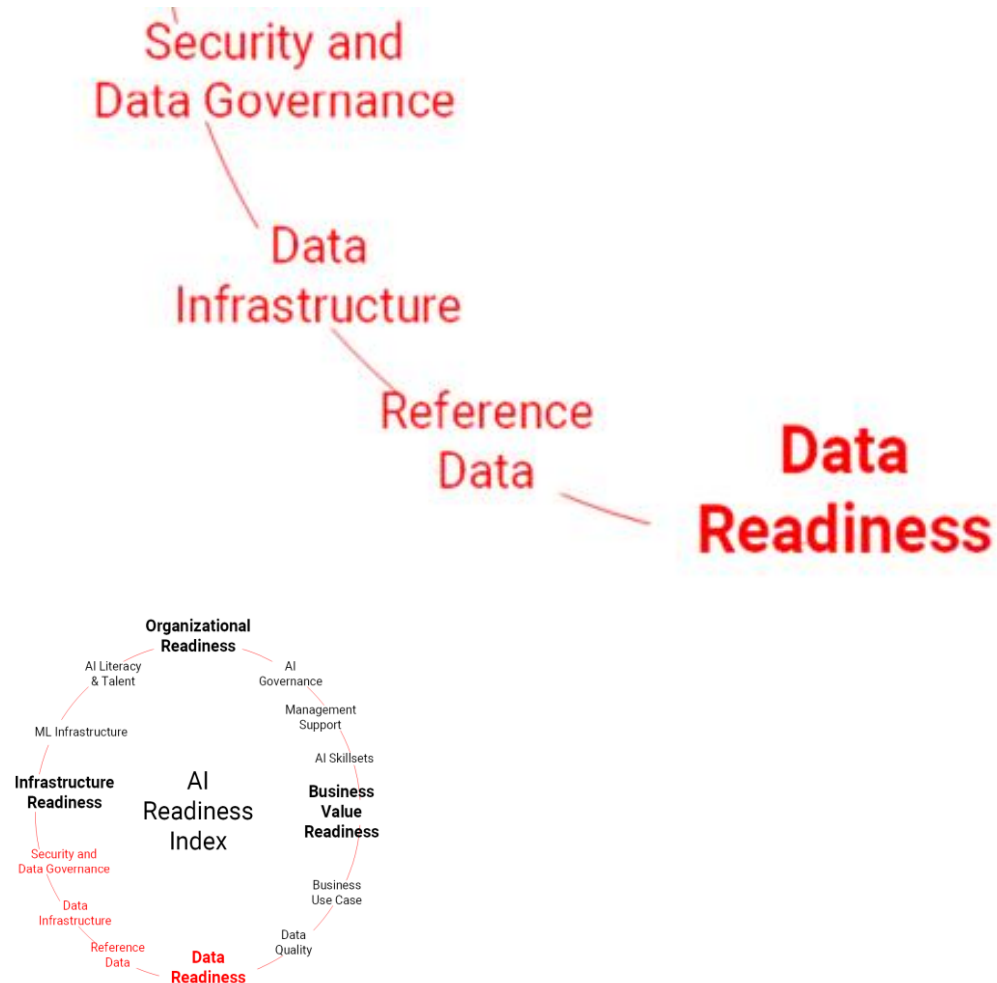 Security and
Data Governance
Data
Infrastructure
Reference
Data
Data
Readiness
Organizational
Readiness
AI Literacy
& Talent
AI
Governance
Management
Support
ML Infrastructure
AI Skillsets
Infrastructure
Readiness
AI
Readiness
Index
Business
Value
Readiness
Security and
Data Governance
Business
Use Case
Data
Infrastructure
Data
Quality
Reference
Data
Data
Readiness